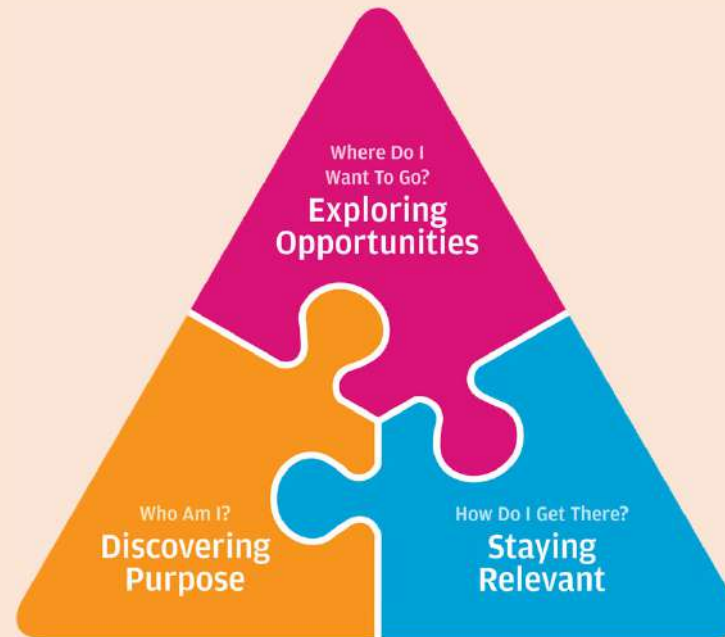 Where Do I
Want To Go?
Exploring
Opportunities
Who Am I?
Discovering
Purpose
How Do I Get There?
Staying
Relevant